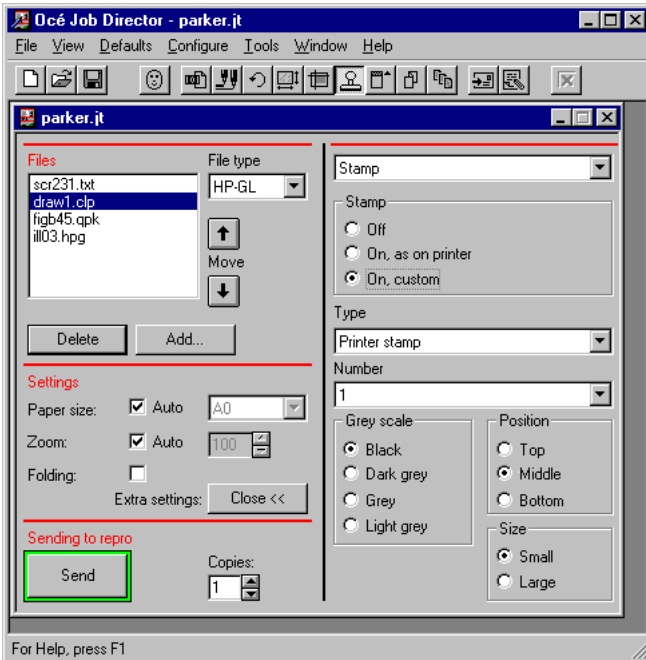 Océ Job Director - parker.jt
File View Defaults Configure Tools Window Help
parker.jt
Files
File type
scr231.txt
draw1.clp
figb45.qpk
ill03.hpg
HP-GL
Move
Delete
Add...
Settings
Paper size:
Auto
A0
Zoom:
Auto
100
Folding:
Extra settings:
Close <<
Sending to repro
Send
Copies:
1
Stamp
Stamp
Off
On, as on printer
On, custom
Type
Printer stamp
Number
1
Grey scale
Black
Dark grey
Grey
Light grey
Position
Top
Middle
Bottom
Size
Small
Large
For Help, press F1